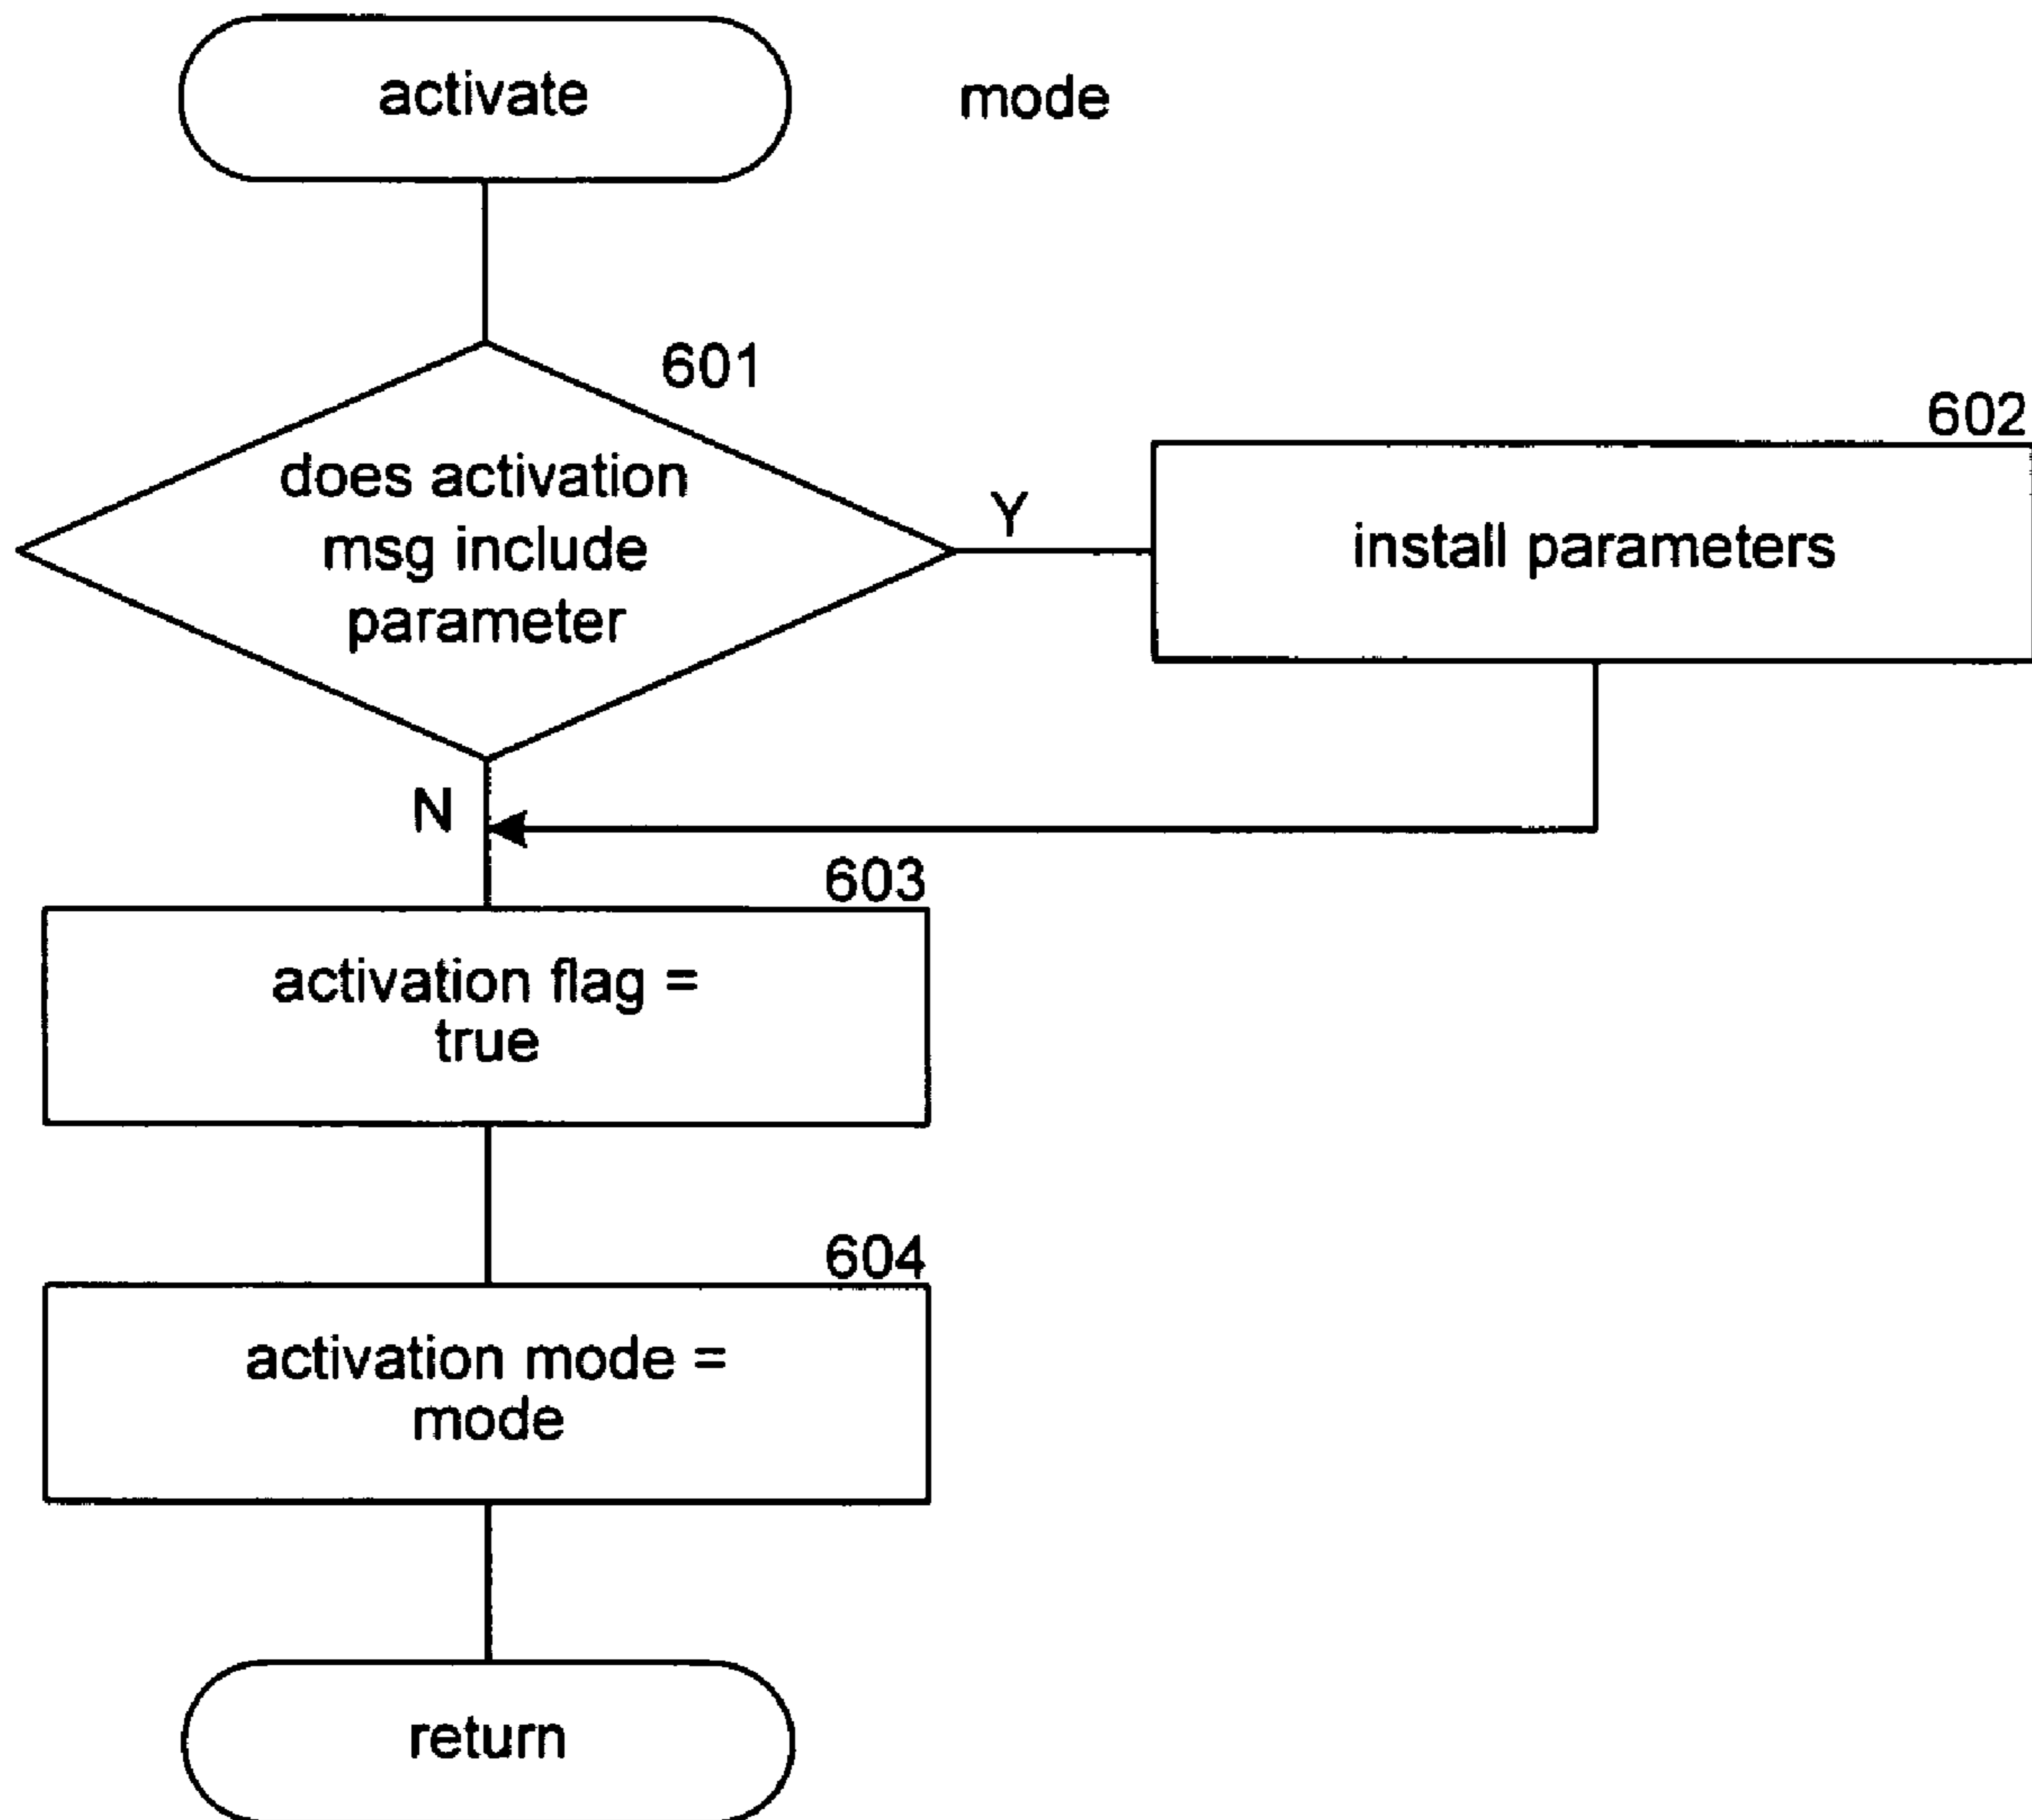 activate
mode
601
does activation
msg include
parameter
Y
602
install parameters
N
603
activation flag =
true
604
activation mode =
mode
return